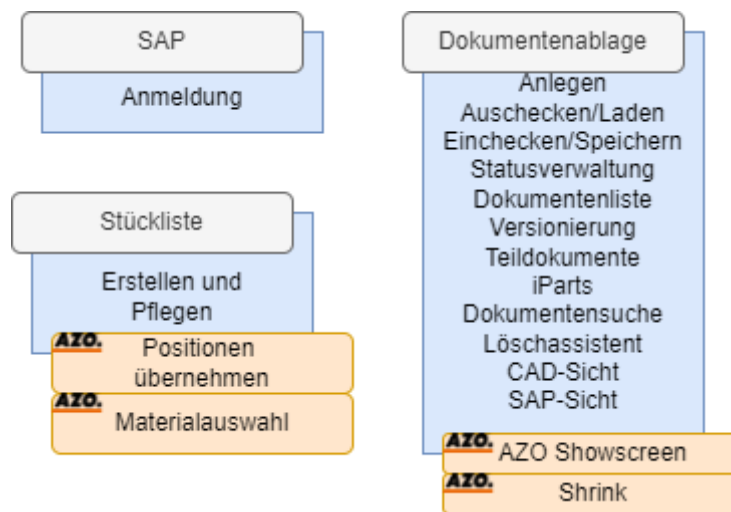 SAP
Anmeldung
Stückliste
Erstellen und
Pflegen
AZO.
Positionen
übernehmen
AZO.
Materialauswahl
Dokumentenablage
Anlegen
Auschecken/Laden
Einchecken/Speichern
Statusverwaltung
Dokumentenliste
Versionierung
Teildokumente
iParts
Dokumentensuche
Löschassistent
CAD-Sicht
SAP-Sicht
AZO.
AZO Showscreen
AZO.
Shrink